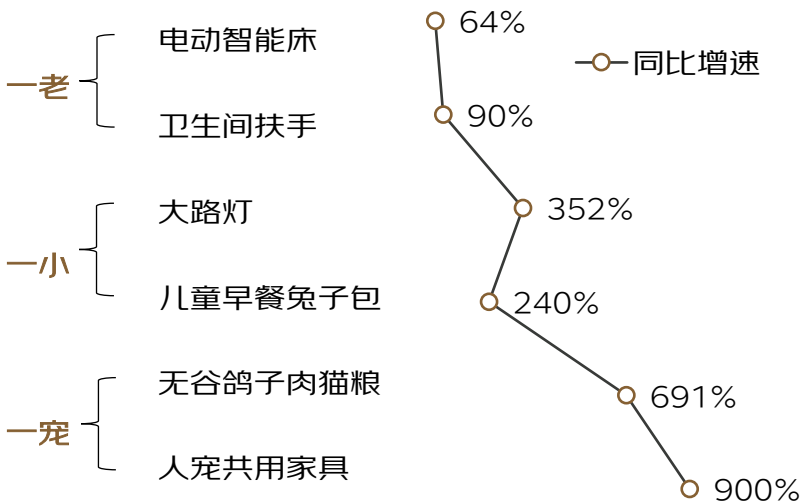 电动智能床 64%
同比增速
一老
卫生间扶手 90%
大路灯 352%
一小
儿童早餐兔子包 240%
无谷鸽子肉猫粮 691%
一宠
人宠共用家具 900%